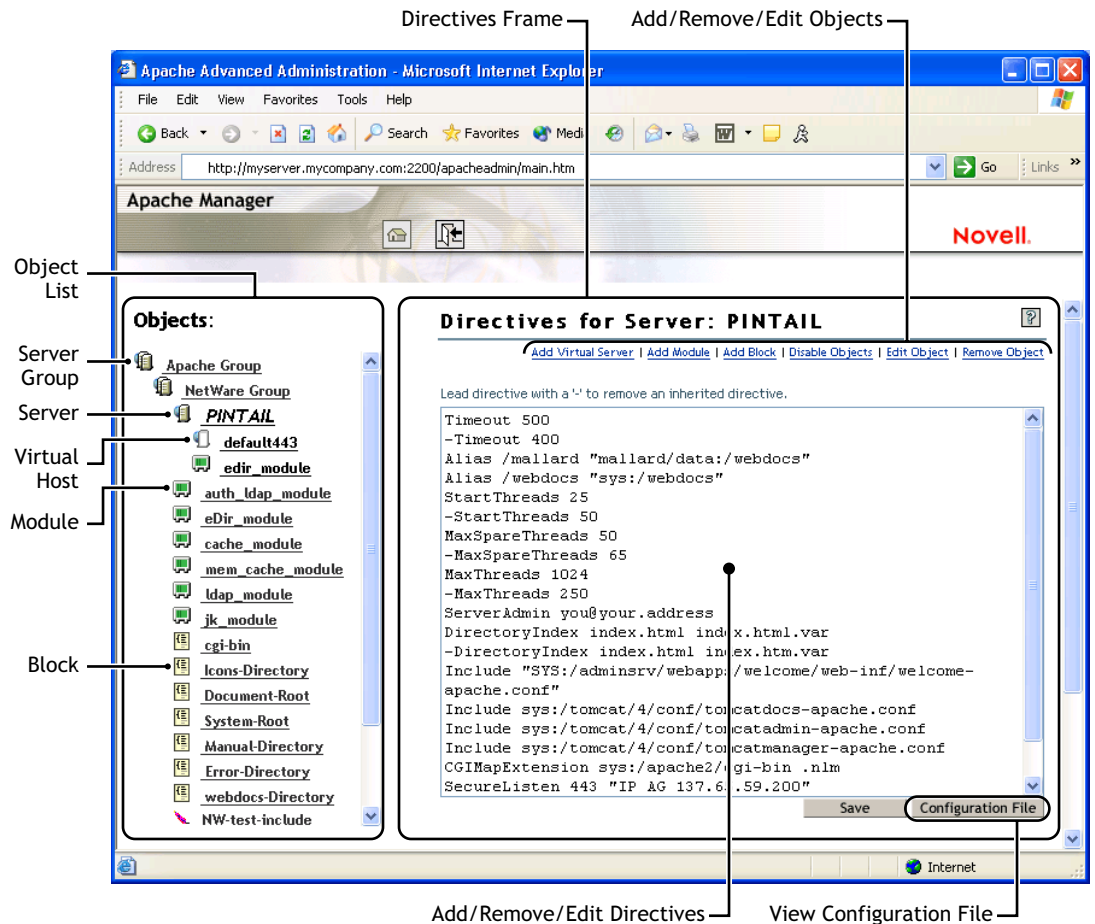 Directives Frame
Add/Remove/Edit Objects
Apache Advanced Administration - Microsoft Internet Explorer
File Edit View Favorites Tools Help
Back Search Favorites Medi
Address http://myserver.mycompany.com:2200/apacheadmin/main.htm Go Links »
Apache Manager
Novell.
Object
List
Server
Group
Server
Virtual
Host
Module
Block
Objects:
Apache Group
NetWare Group
PINTAIL
default443
edir_module
auth_ldap_module
eDir_module
cache_module
mem_cache_module
ldap_module
jk_module
cgi-bin
Icons-Directory
Document-Root
System-Root
Manual-Directory
Error-Directory
webdocs-Directory
NW-test-include
Directives for Server: PINTAIL ?
Add Virtual Server | Add Module | Add Block | Disable Objects | Edit Object | Remove Object
Lead directive with a '-' to remove an inherited directive.
Timeout 500
-Timeout 400
Alias /mallard "mallard/data:/webdocs"
Alias /webdocs "sys:/webdocs"
StartThreads 25
-StartThreads 50
MaxSpareThreads 50
-MaxSpareThreads 65
MaxThreads 1024
-MaxThreads 250
ServerAdmin you@your.address
DirectoryIndex index.html index.html.var
-DirectoryIndex index.html index.html.var
Include "SYS:/adminsrv/webapps/welcome/web-inf/welcome-
apache.conf"
Include sys:/tomcat/4/conf/tomcatdocs-apache.conf
Include sys:/tomcat/4/conf/tomcatadmin-apache.conf
Include sys:/tomcat/4/conf/tomcatmanager-apache.conf
CGIMapExtension sys:/apache2/cgi-bin .nlm
SecureListen 443 "IP AG
Save Configuration File
Internet
Add/Remove/Edit Directives
View Configuration File